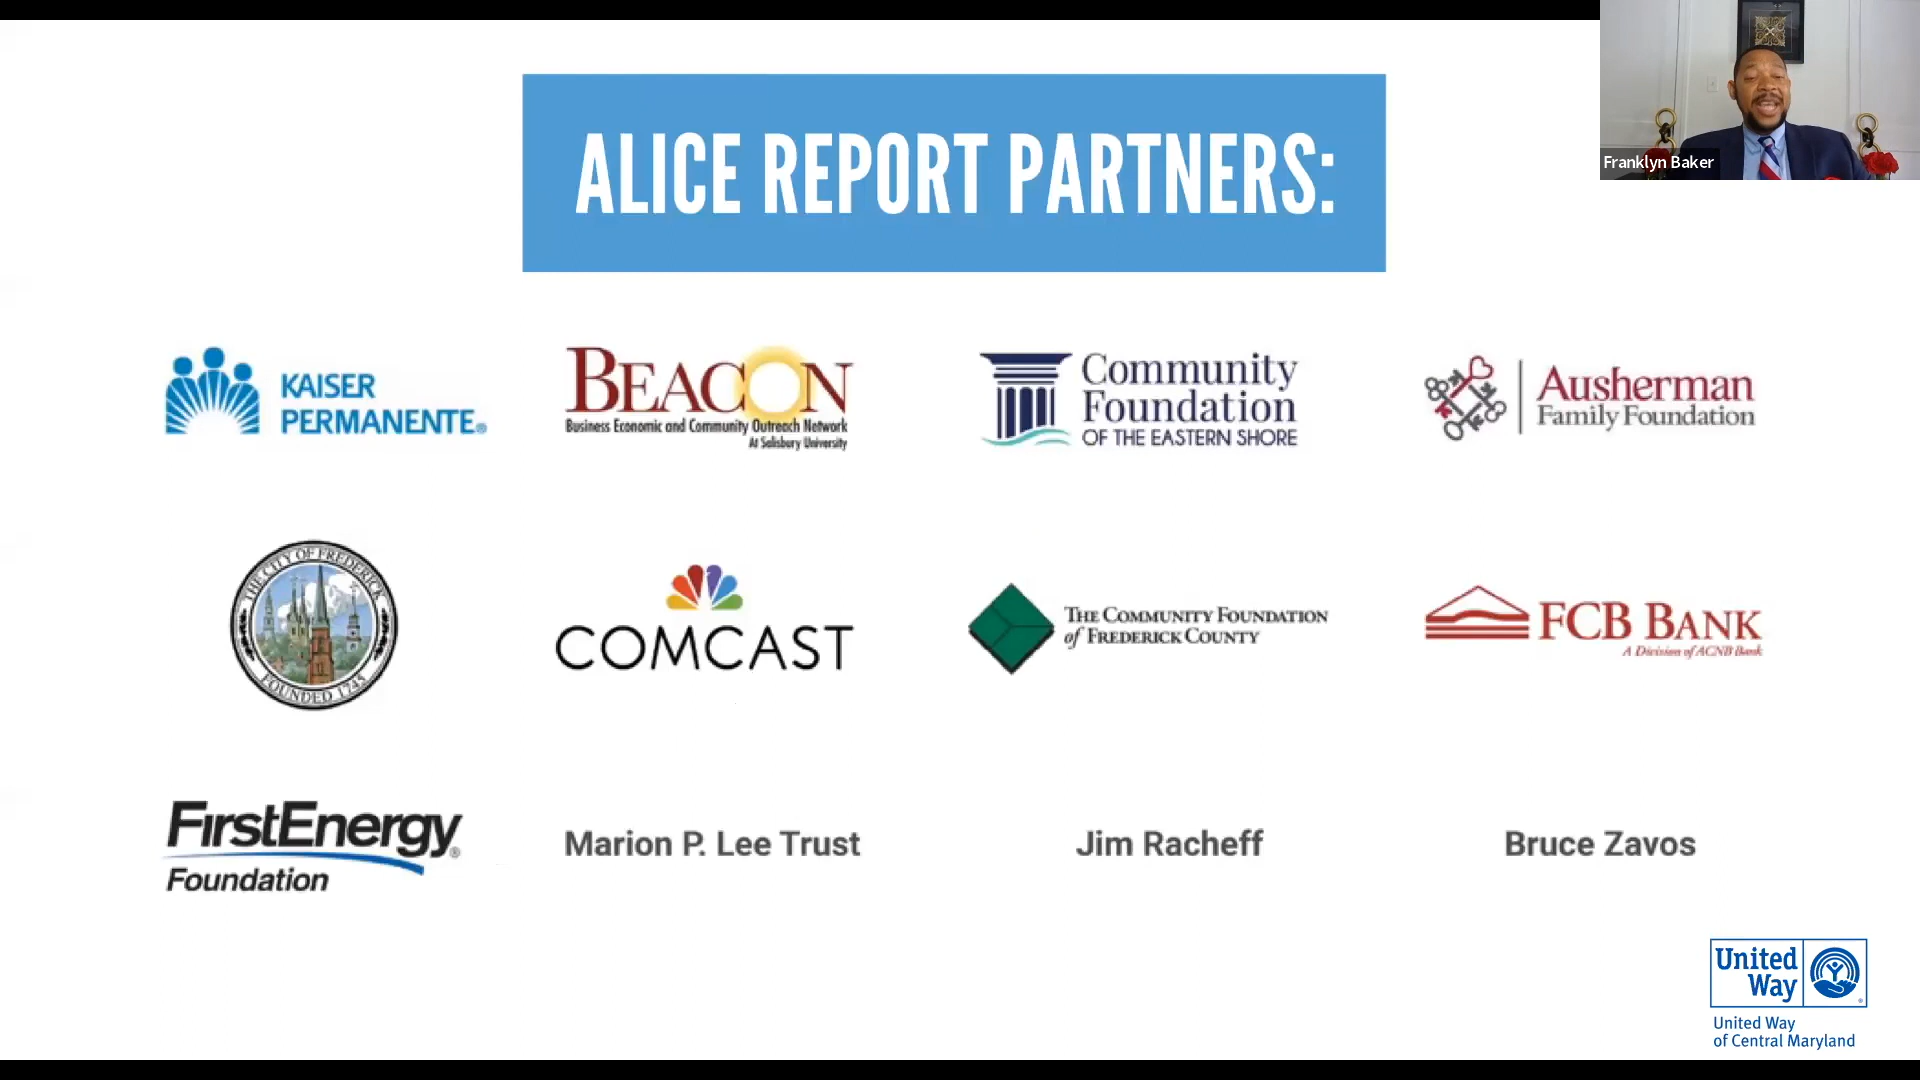 ALICE REPORT PARTNERS:
Franklyn Baker
KAISER
PERMANENTE®
BEACON
Business Economic and Community Outreach Network
At Salisbury University
Community
Foundation
OF THE EASTERN SHORE
Ausherman
Family Foundation
THE CITY OF FREDERICK
FOUNDED 1745
COMCAST
THE COMMUNITY FOUNDATION
of FREDERICK COUNTY
FCB BANK
A Division of ACNB Bank
FirstEnergy®
Foundation
Marion P. Lee Trust
Jim Racheff
Bruce Zavos
United
Way
®
United Way
of Central Maryland